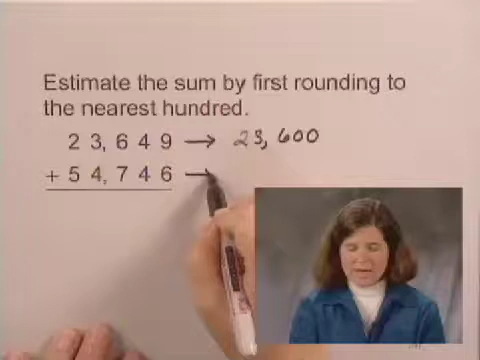 Estimate the sum by first rounding to
the nearest hundred.
2 3, 6 4 9 → 23, 600
+ 5 4, 7 4 6 →